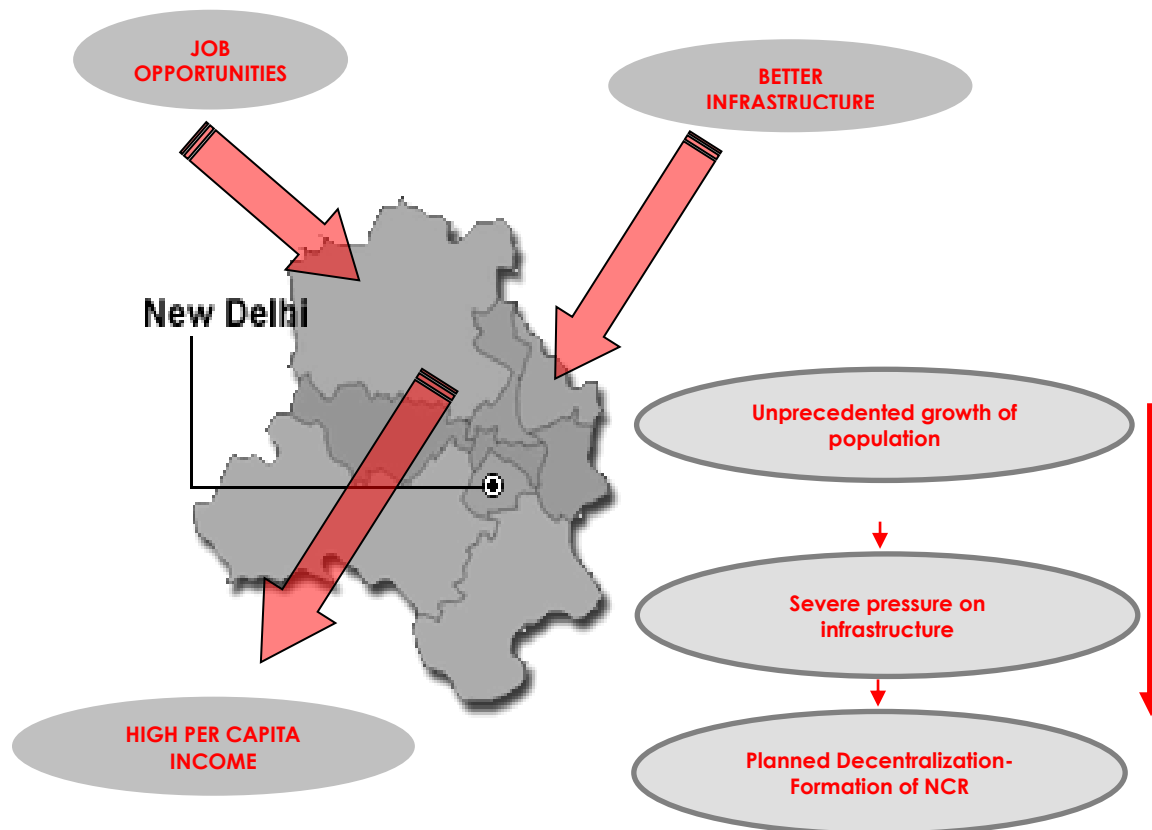 JOB
OPPORTUNITIES
BETTER
INFRASTRUCTURE
New Delhi
Unprecedented growth of
population
Severe pressure on
infrastructure
HIGH PER CAPITA
INCOME
Planned Decentralization-
Formation of NCR